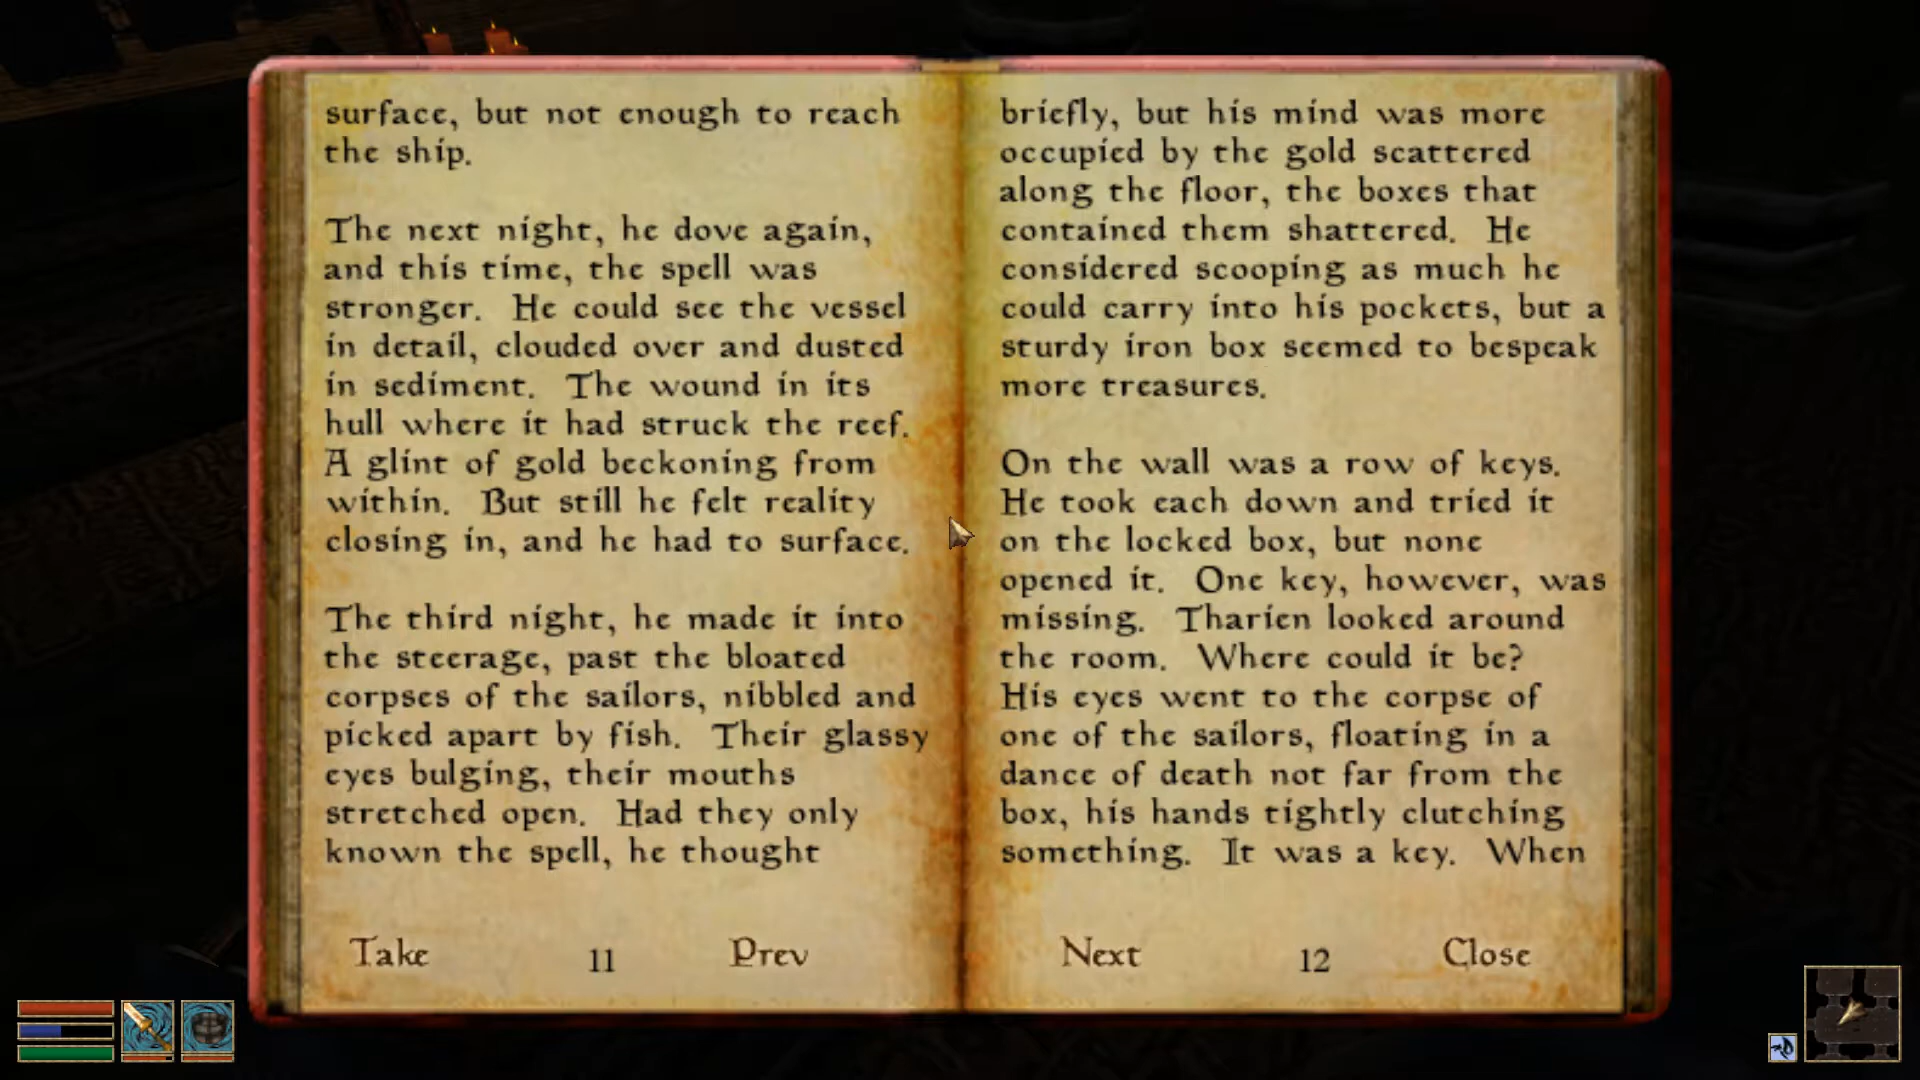 surface, but not enough to reach
the ship.
The next night, he dove again,
and this time, the spell was
stronger.  He could see the vessel
in detail, clouded over and dusted
in sediment.  The wound in its
hull where it had struck the reef.
A glint of gold beckoning from
within.  But still he felt reality
closing in, and he had to surface.
The third night, he made it into
the steerage, past the bloated
corpses of the sailors, nibbled and
picked apart by fish.  Their glassy
eyes bulging, their mouths
stretched open.  Had they only
known the spell, he thought
briefly, but his mind was more
occupied by the gold scattered
along the floor, the boxes that
contained them shattered.  He
considered scooping as much he
could carry into his pockets, but a
sturdy iron box seemed to bespeak
more treasures.
On the wall was a row of keys.
He took each down and tried it
on the locked box, but none
opened it.  One key, however, was
missing.  Tharien looked around
the room.  Where could it be?
His eyes went to the corpse of
one of the sailors, floating in a
dance of death not far from the
box, his hands tightly clutching
something.  It was a key.  When
Take 11 Prev
Next 12 Close